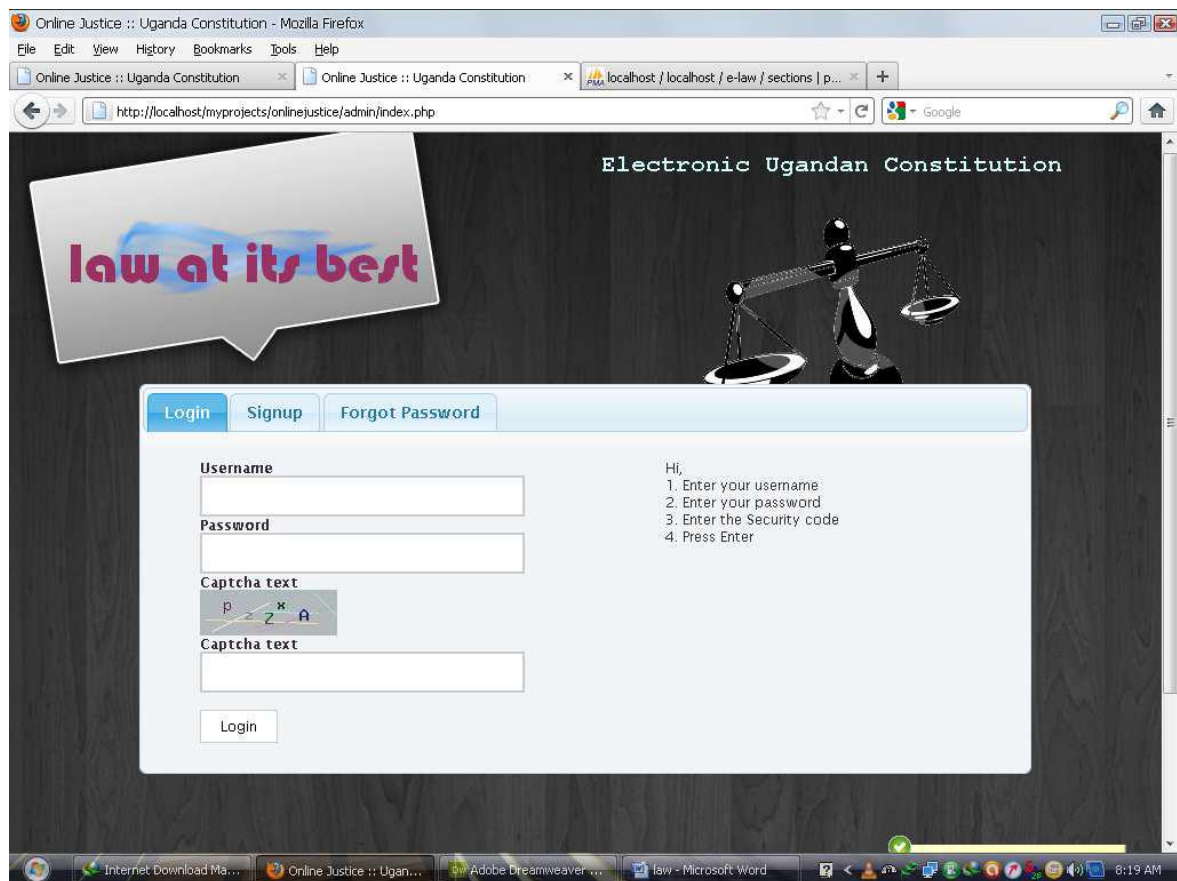 Online Justice :: Uganda Constitution - Mozilla Firefox
File Edit View History Bookmarks Tools Help
Online Justice :: Uganda Constitution
Online Justice :: Uganda Constitution
PMA localhost / localhost / e-law / sections | p...
http://localhost/myprojects/onlinejustice/admin/index.php
Google
Electronic Ugandan Constitution
law at its best
Login Signup Forgot Password
Username
Password
Captcha text
p z x A
Captcha text
Login
Hi,
1. Enter your username
2. Enter your password
3. Enter the Security code
4. Press Enter
Internet Download Ma...
Online Justice :: Ugan...
Adobe Dreamweaver ...
law - Microsoft Word
8:19 AM